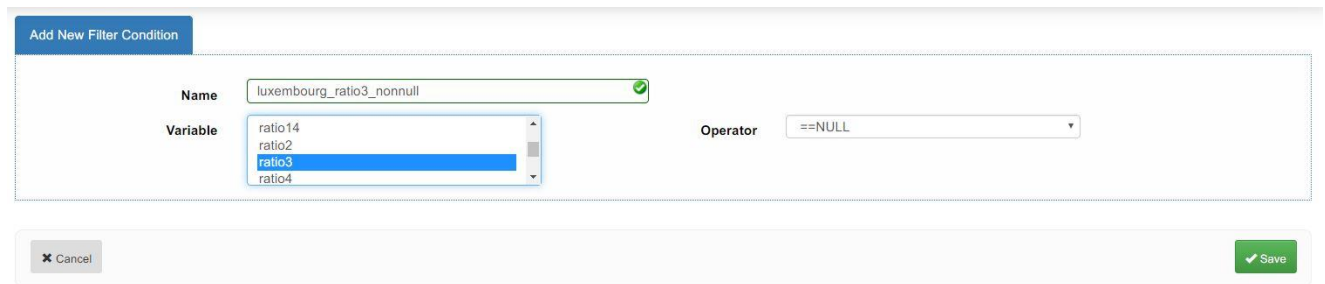 Add New Filter Condition
Name
luxembourg_ratio3_nonnull
Variable
ratio14
ratio2
ratio3
ratio4
Operator
==NULL
Cancel
Save